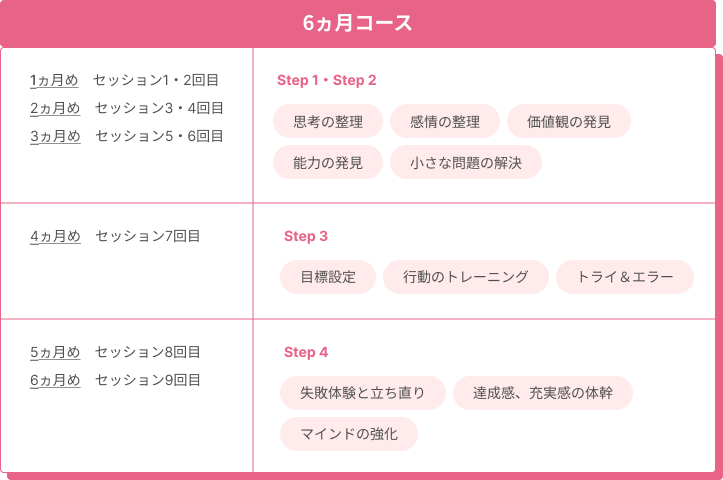 6ヵ月コース
1ヵ月め　セッション1・2回目
2ヵ月め　セッション3・4回目
3ヵ月め　セッション5・6回目
Step 1・Step 2
思考の整理
感情の整理
価値観の発見
能力の発見
小さな問題の解決
4ヵ月め　セッション7回目
Step 3
目標設定
行動のトレーニング
トライ＆エラー
5ヵ月め　セッション8回目
6ヵ月め　セッション9回目
Step 4
失敗体験と立ち直り
達成感、充実感の体幹
マインドの強化